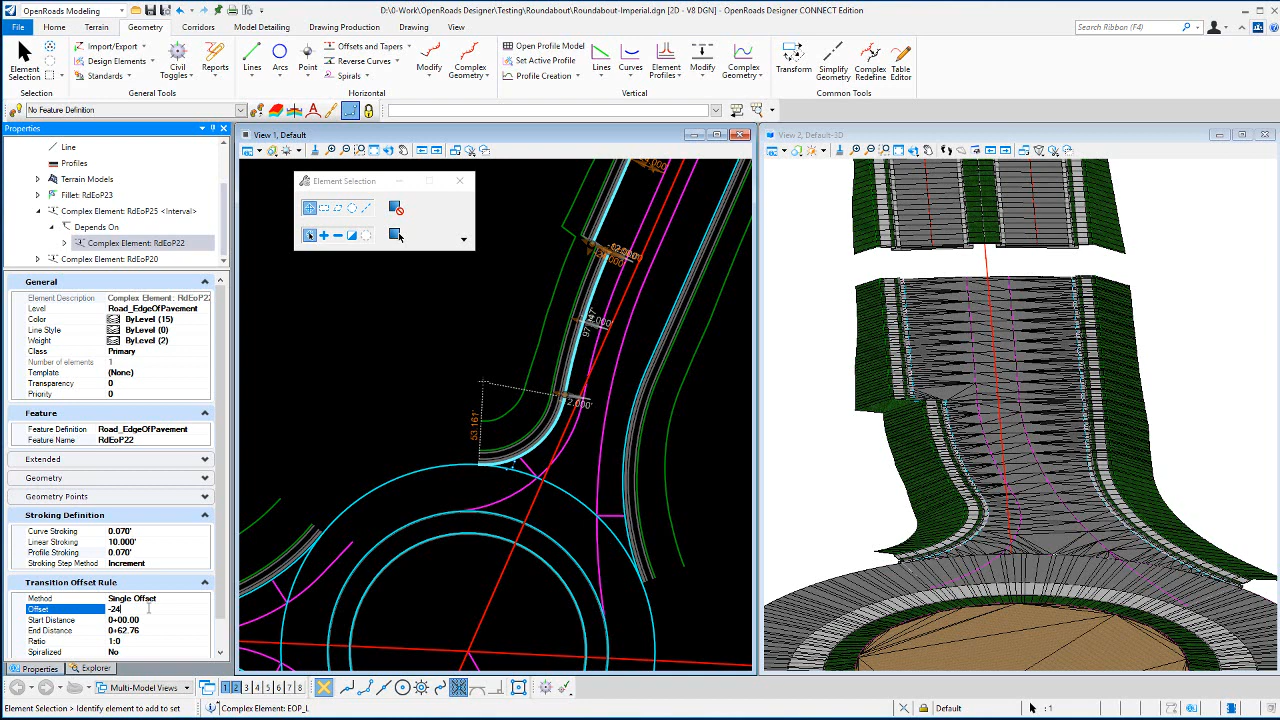 OpenRoads Modeling
D:\0-Work\OpenRoads Designer\Testing\Roundabout\Roundabout-Imperial.dgn [2D - V8 DGN] - OpenRoads Designer CONNECT Edition
File Home Terrain Geometry Corridors Model Detailing Drawing Production Drawing View
Search Ribbon (F4)
Element Selection
Import/Export
Design Elements
Standards
Civil Toggles
Reports
Lines Arcs Point
Offsets and Tapers
Reverse Curves
Spirals
Modify
Complex Geometry
Open Profile Model
Set Active Profile
Profile Creation
Lines Curves Element Profiles Modify Complex Geometry
Transform Simplify Geometry Complex Redefine Table Editor
Selection General Tools Horizontal Vertical Common Tools
No Feature Definition
Properties
View 1, Default
View 2, Default-3D
Line
Profiles
Terrain Models
Fillet: RdEoP23
Complex Element: RdEoP25 <Interval>
Depends On
Complex Element: RdEoP22
Complex Element: RdEoP20
Element Selection
General
Element Description Complex Element: RdEoP22
Level Road_EdgeOfPavement
Color ByLevel (15)
Line Style ByLevel (0)
Weight ByLevel (2)
Class Primary
Number of elements 1
Template (None)
Transparency 0
Priority 0
Feature
Feature Definition Road_EdgeOfPavement
Feature Name RdEoP22
Extended
Geometry
Geometry Points
Stroking Definition
Curve Stroking 0.070'
Linear Stroking 10.000'
Profile Stroking 0.070'
Stroking Step Method Increment
Transition Offset Rule
Method Single Offset
Offset -24
Start Distance 0+00.00
End Distance 0+62.76
Ratio 1:0
Spiralized No
53.161'
Properties Explorer
Multi-Model Views
1 2 3 4 5 6 7 8
Element Selection > Identify element to add to set
Complex Element: EOP_L
Default
: 1